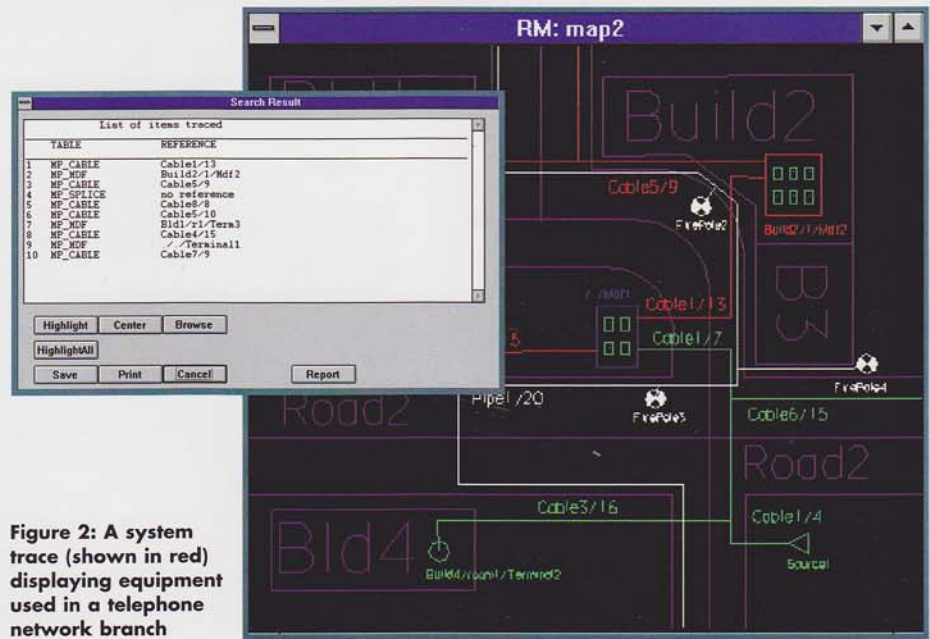 RM: map2
Search Result
List of items traced
TABLE REFERENCE
1 MP_CABLE Cable1/13
2 MP_MDF Build2/1/Mdf2
3 MP_CABLE Cable5/9
4 MP_SPLICE no reference
5 MP_CABLE Cable8/8
6 MP_CABLE Cable5/10
7 MP_MDF Bld1/r1/Term3
8 MP_CABLE Cable4/15
9 MP_MDF ./ ./Terminal1
10 MP_CABLE Cable7/9
Highlight Center Browse
HighlightAll
Save Print Cancel Report
Build2
Cable5/9
FirePole2
Build2/1/Mdf2
B3
Cable1/13
Cable1/7
5
FirePole4
Pipe1/20
FirePole3
Road2
Cable6/15
Road2
Cable3/16
Cable1/4
Bld4
Build4/room1/Terminal2
Source1
Figure 2: A system
trace (shown in red)
displaying equipment
used in a telephone
network branch